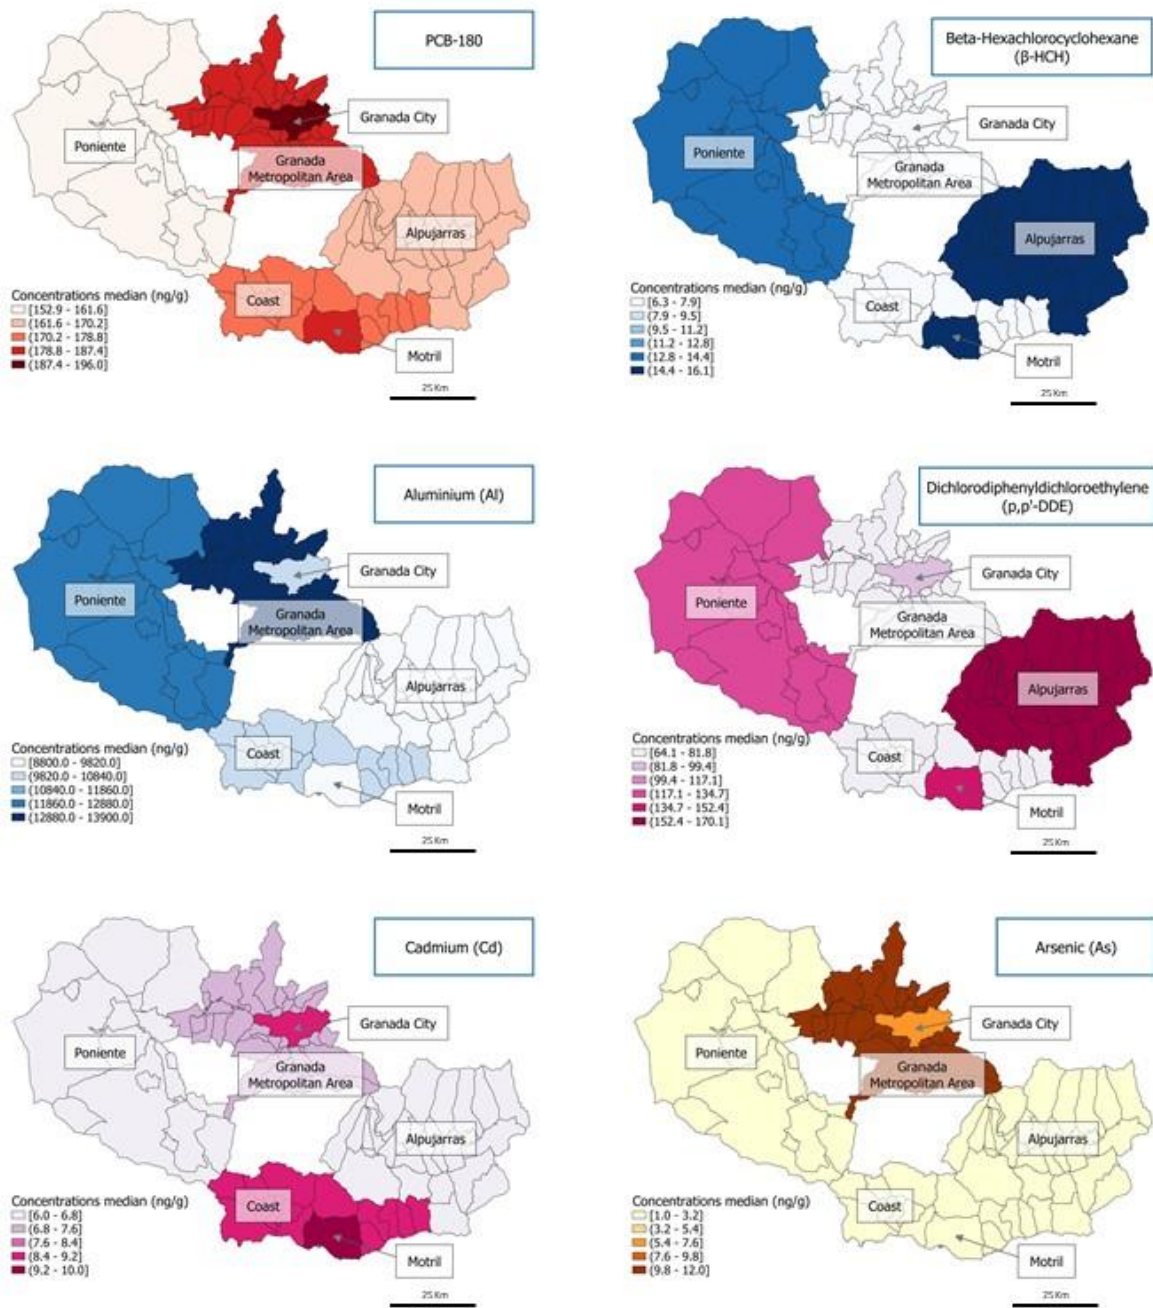 PCB-180
Granada City
Poniente
Granada
Metropolitan Area
Alpujarras
Coast
Concentrations median (ng/g)
[152.9 - 161.6]
(161.6 - 170.2]
(170.2 - 178.8]
(178.8 - 187.4]
(187.4 - 196.0]
Motril
25 Km
Beta-Hexachlorocyclohexane
(β-HCH)
Granada City
Poniente
Granada
Metropolitan Area
Alpujarras
Coast
Concentrations median (ng/g)
[6.3 - 7.9]
(7.9 - 9.5]
(9.5 - 11.2]
(11.2 - 12.8]
(12.8 - 14.4]
(14.4 - 16.1]
Motril
25 Km
Aluminium (Al)
Granada City
Poniente
Granada
Metropolitan Area
Alpujarras
Coast
Concentrations median (ng/g)
[8800.0 - 9820.0]
(9820.0 - 10840.0]
(10840.0 - 11860.0]
(11860.0 - 12880.0]
(12880.0 - 13900.0]
Motril
25 Km
Dichlorodiphenyldichloroethylene
(p,p'-DDE)
Granada City
Poniente
Granada
Metropolitan Area
Alpujarras
Coast
Concentrations median (ng/g)
[64.1 - 81.8]
(81.8 - 99.4]
(99.4 - 117.1]
(117.1 - 134.7]
(134.7 - 152.4]
(152.4 - 170.1]
Motril
25 Km
Cadmium (Cd)
Granada City
Poniente
Granada
Metropolitan Area
Alpujarras
Coast
Concentrations median (ng/g)
[6.0 - 6.8]
(6.8 - 7.6]
(7.6 - 8.4]
(8.4 - 9.2]
(9.2 - 10.0]
Motril
25 Km
Arsenic (As)
Granada City
Poniente
Granada
Metropolitan Area
Alpujarras
Coast
Concentrations median (ng/g)
[1.0 - 3.2]
(3.2 - 5.4]
(5.4 - 7.6]
(7.6 - 9.8]
(9.8 - 12.0]
Motril
25 Km